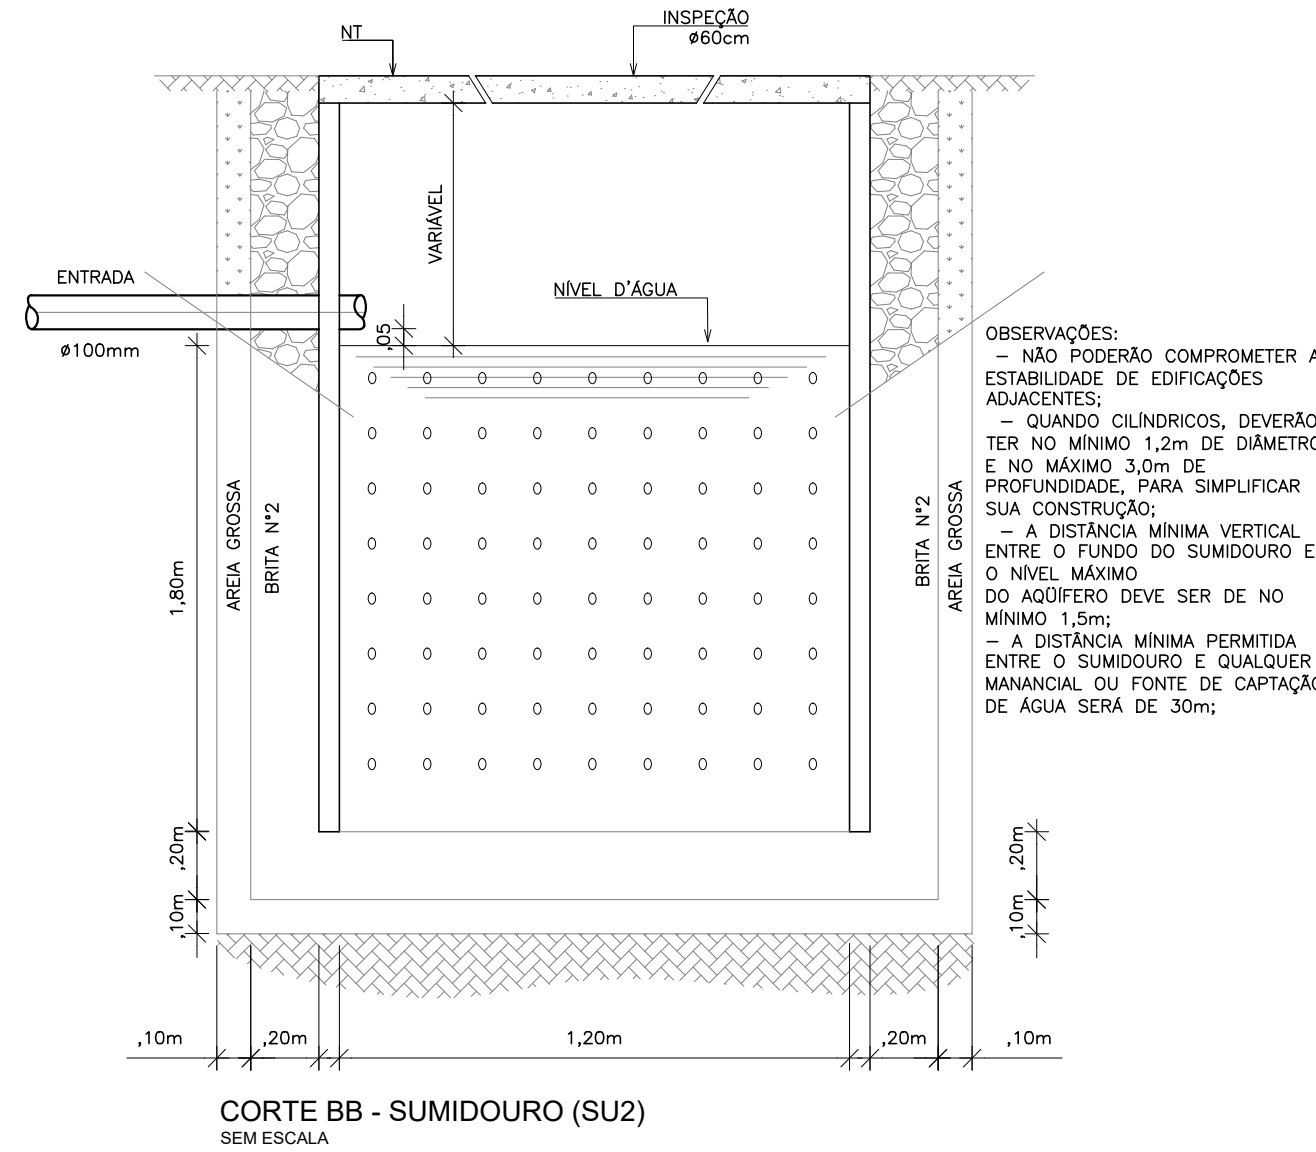 INSPEÇÃO
ø60cm
NT
VARIÁVEL
ENTRADA
NÍVEL D'ÁGUA
,05
ø100mm
OBSERVAÇÕES:
– NÃO PODERÃO COMPROMETER A
ESTABILIDADE DE EDIFICAÇÕES
ADJACENTES;
– QUANDO CILÍNDRICOS, DEVERÃO
TER NO MÍNIMO 1,2m DE DIÂMETRO
E NO MÁXIMO 3,0m DE
PROFUNDIDADE, PARA SIMPLIFICAR
SUA CONSTRUÇÃO;
– A DISTÂNCIA MÍNIMA VERTICAL
ENTRE O FUNDO DO SUMIDOURO E
O NÍVEL MÁXIMO
DO AQÜÍFERO DEVE SER DE NO
MÍNIMO 1,5m;
– A DISTÂNCIA MÍNIMA PERMITIDA
ENTRE O SUMIDOURO E QUALQUER
MANANCIAL OU FONTE DE CAPTAÇÃO
DE ÁGUA SERÁ DE 30m;
1,80m
AREIA GROSSA
BRITA N°2
BRITA N°2
AREIA GROSSA
,20m
,10m
,20m
,10m
,10m
,20m
1,20m
,20m
,10m
CORTE BB - SUMIDOURO (SU2)
SEM ESCALA